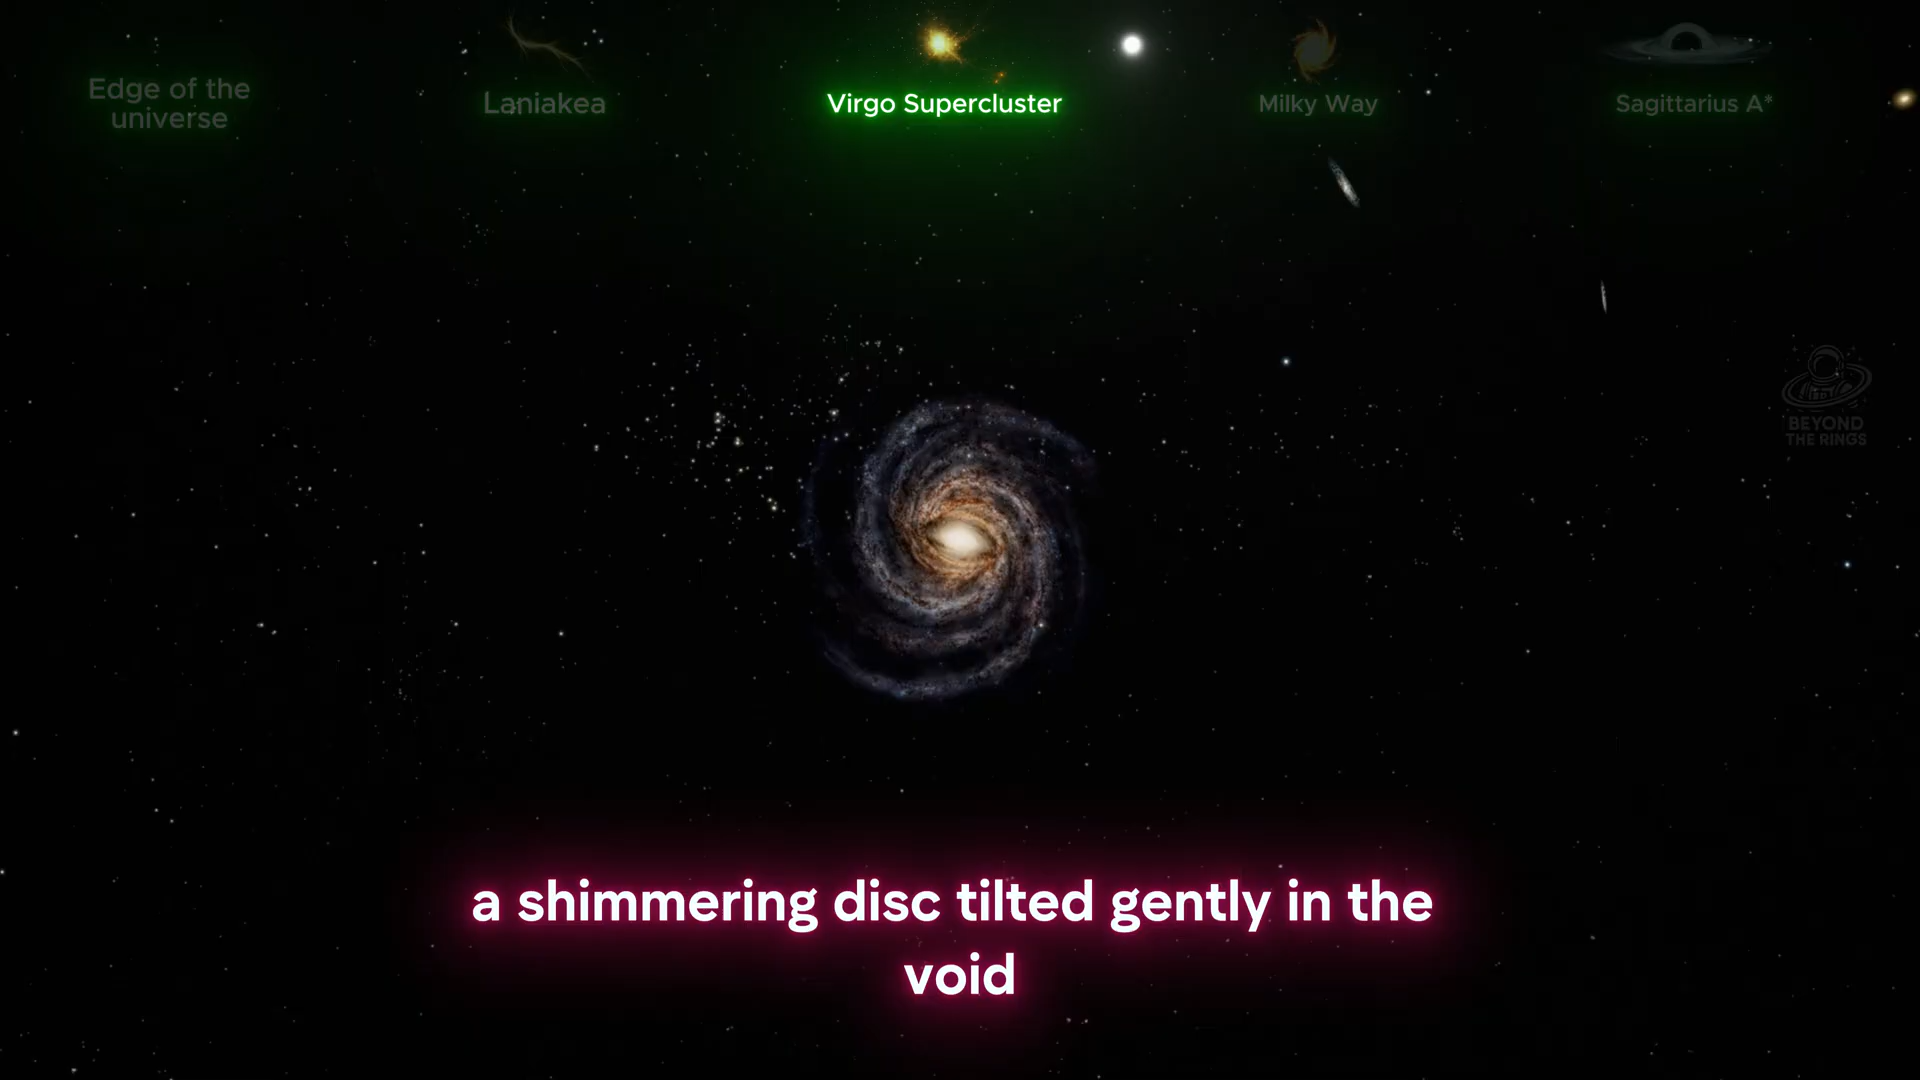 Edge of the
universe
Laniakea
Virgo Supercluster
Milky Way
Sagittarius A*
BEYOND
THE RINGS
a shimmering disc tilted gently in the
void